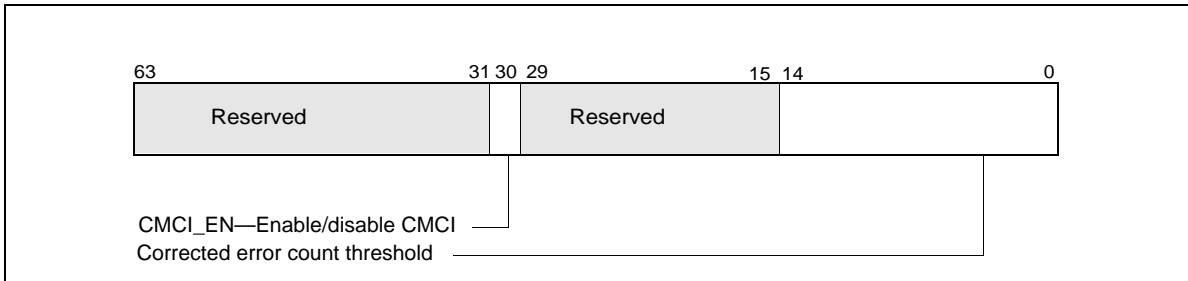 63 31 30 29 15 14 0
Reserved Reserved
CMCI_EN—Enable/disable CMCI
Corrected error count threshold